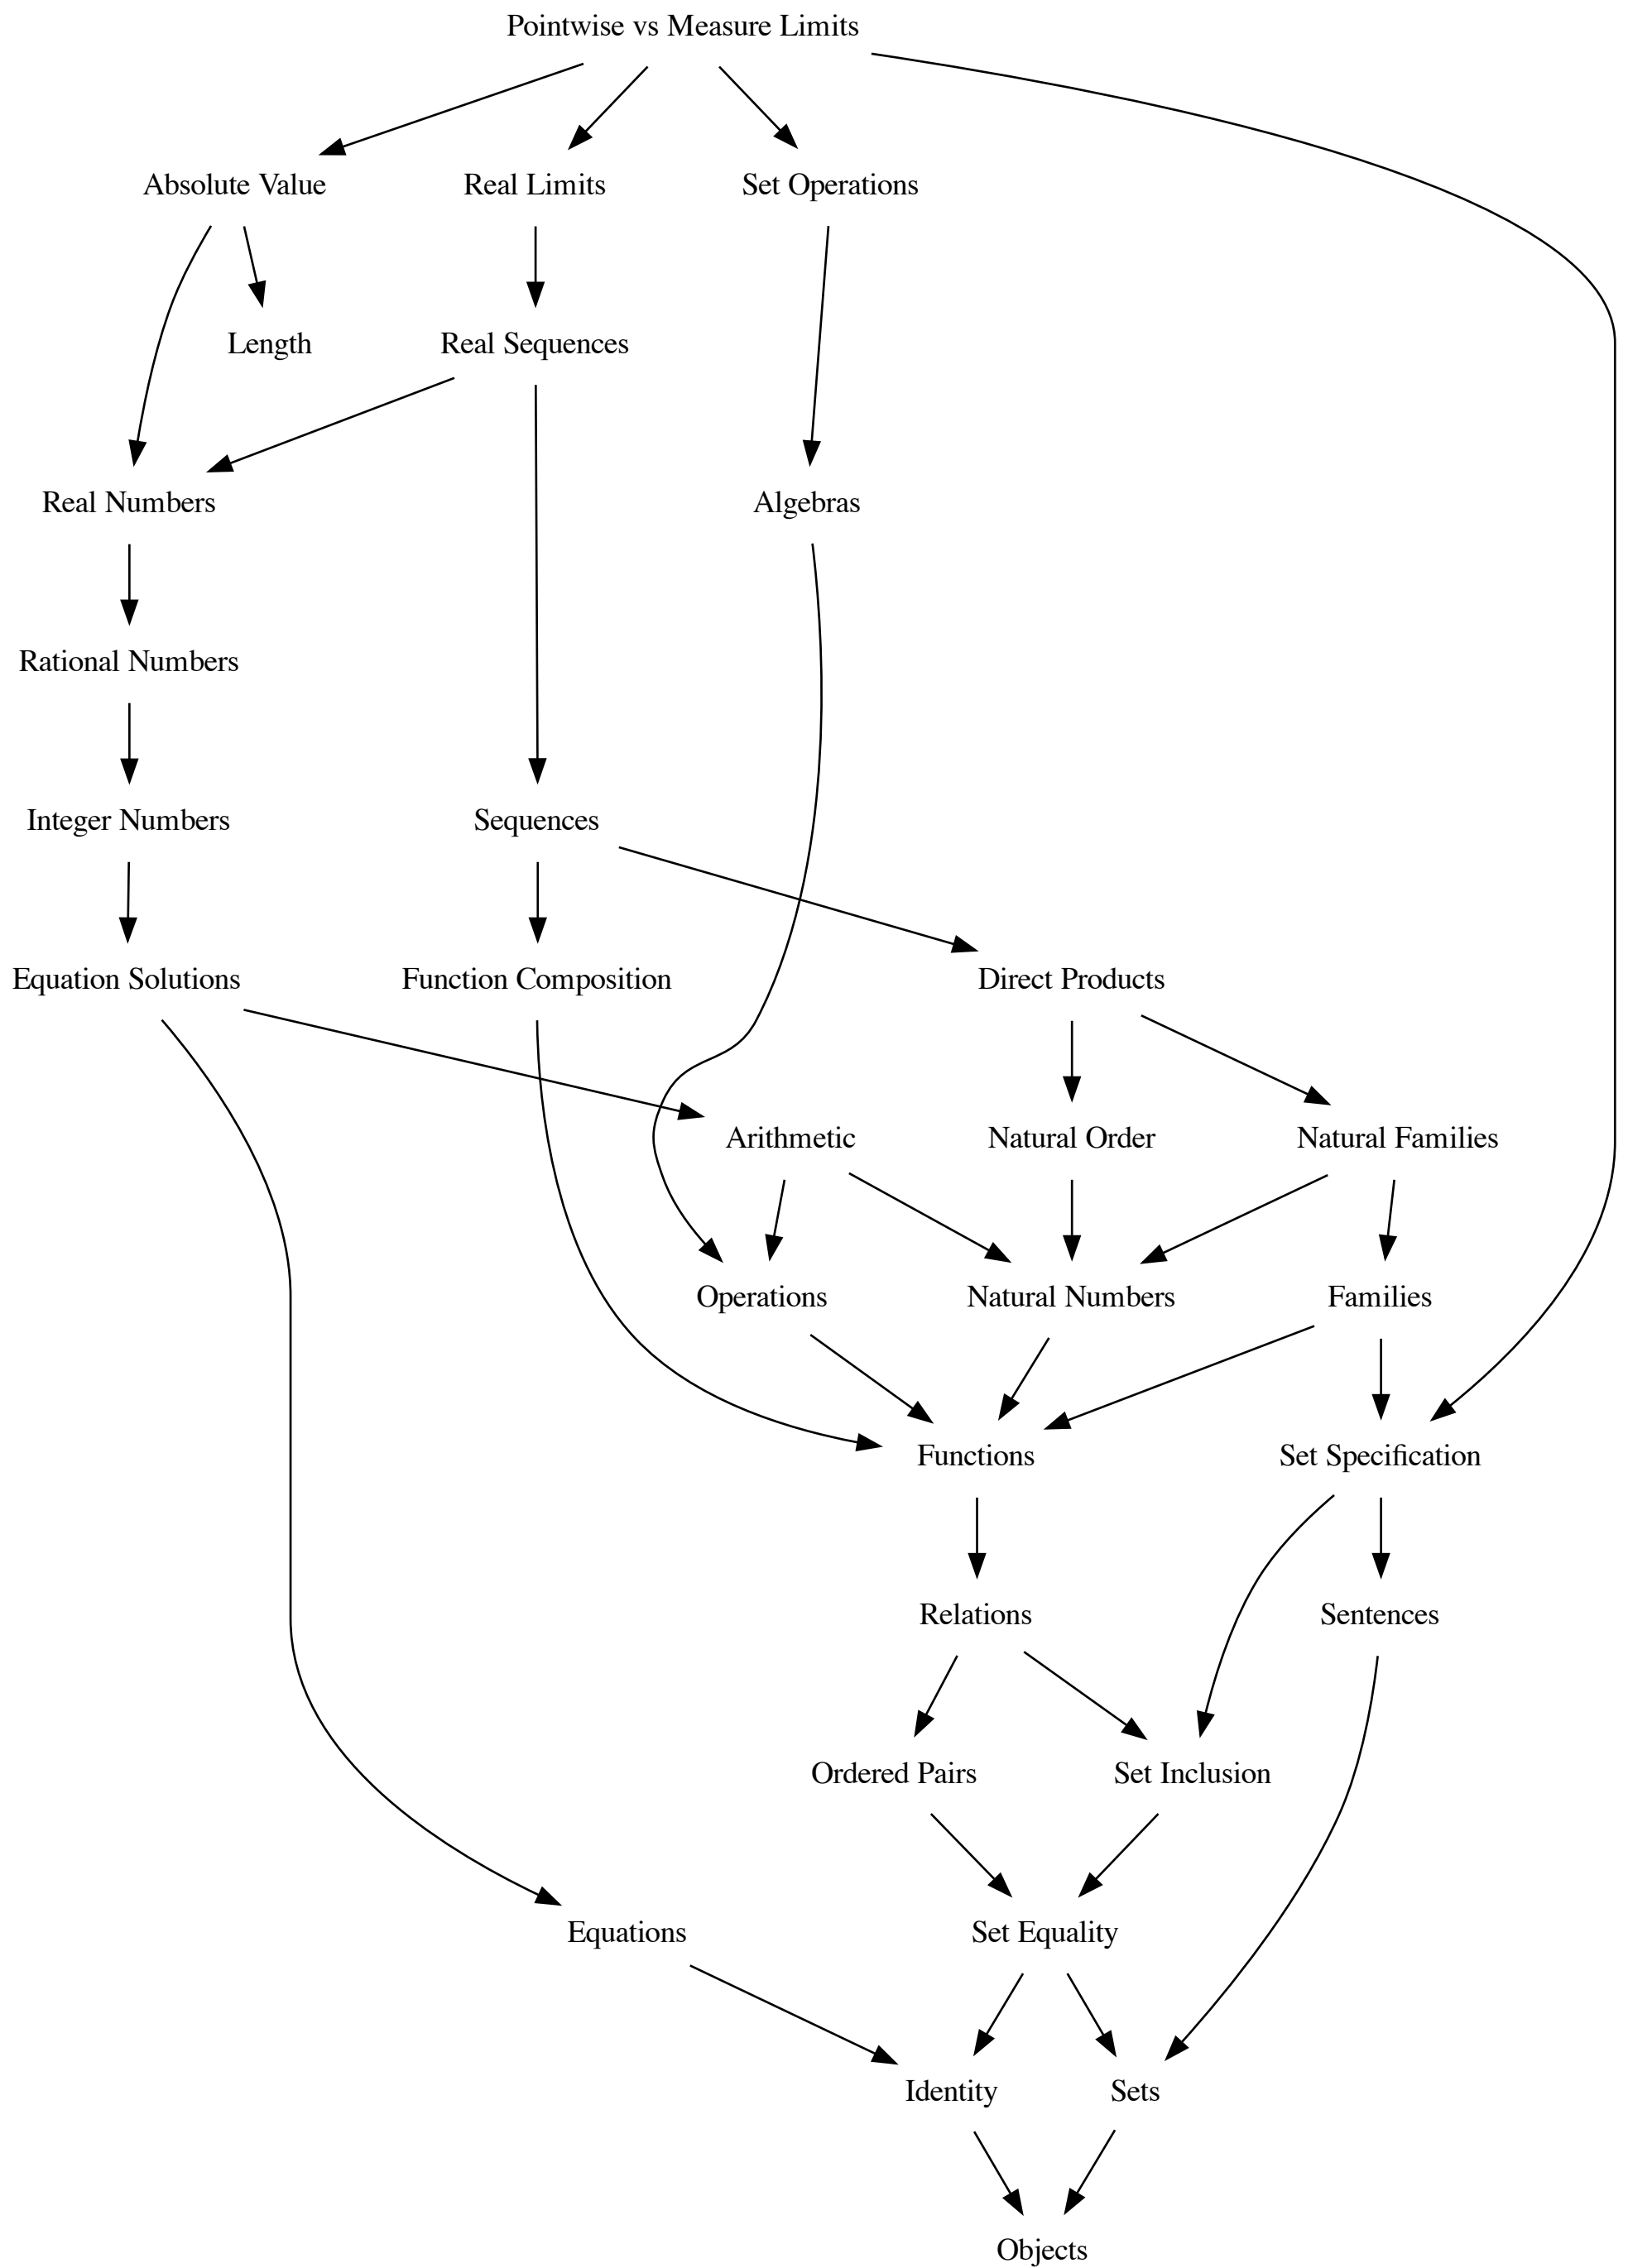 Pointwise vs Measure Limits
Absolute Value
Real Limits
Set Operations
Length
Real Sequences
Real Numbers
Algebras
Rational Numbers
Integer Numbers
Sequences
Equation Solutions
Function Composition
Direct Products
Arithmetic
Natural Order
Natural Families
Operations
Natural Numbers
Families
Functions
Set Specification
Relations
Sentences
Ordered Pairs
Set Inclusion
Equations
Set Equality
Identity
Sets
Objects